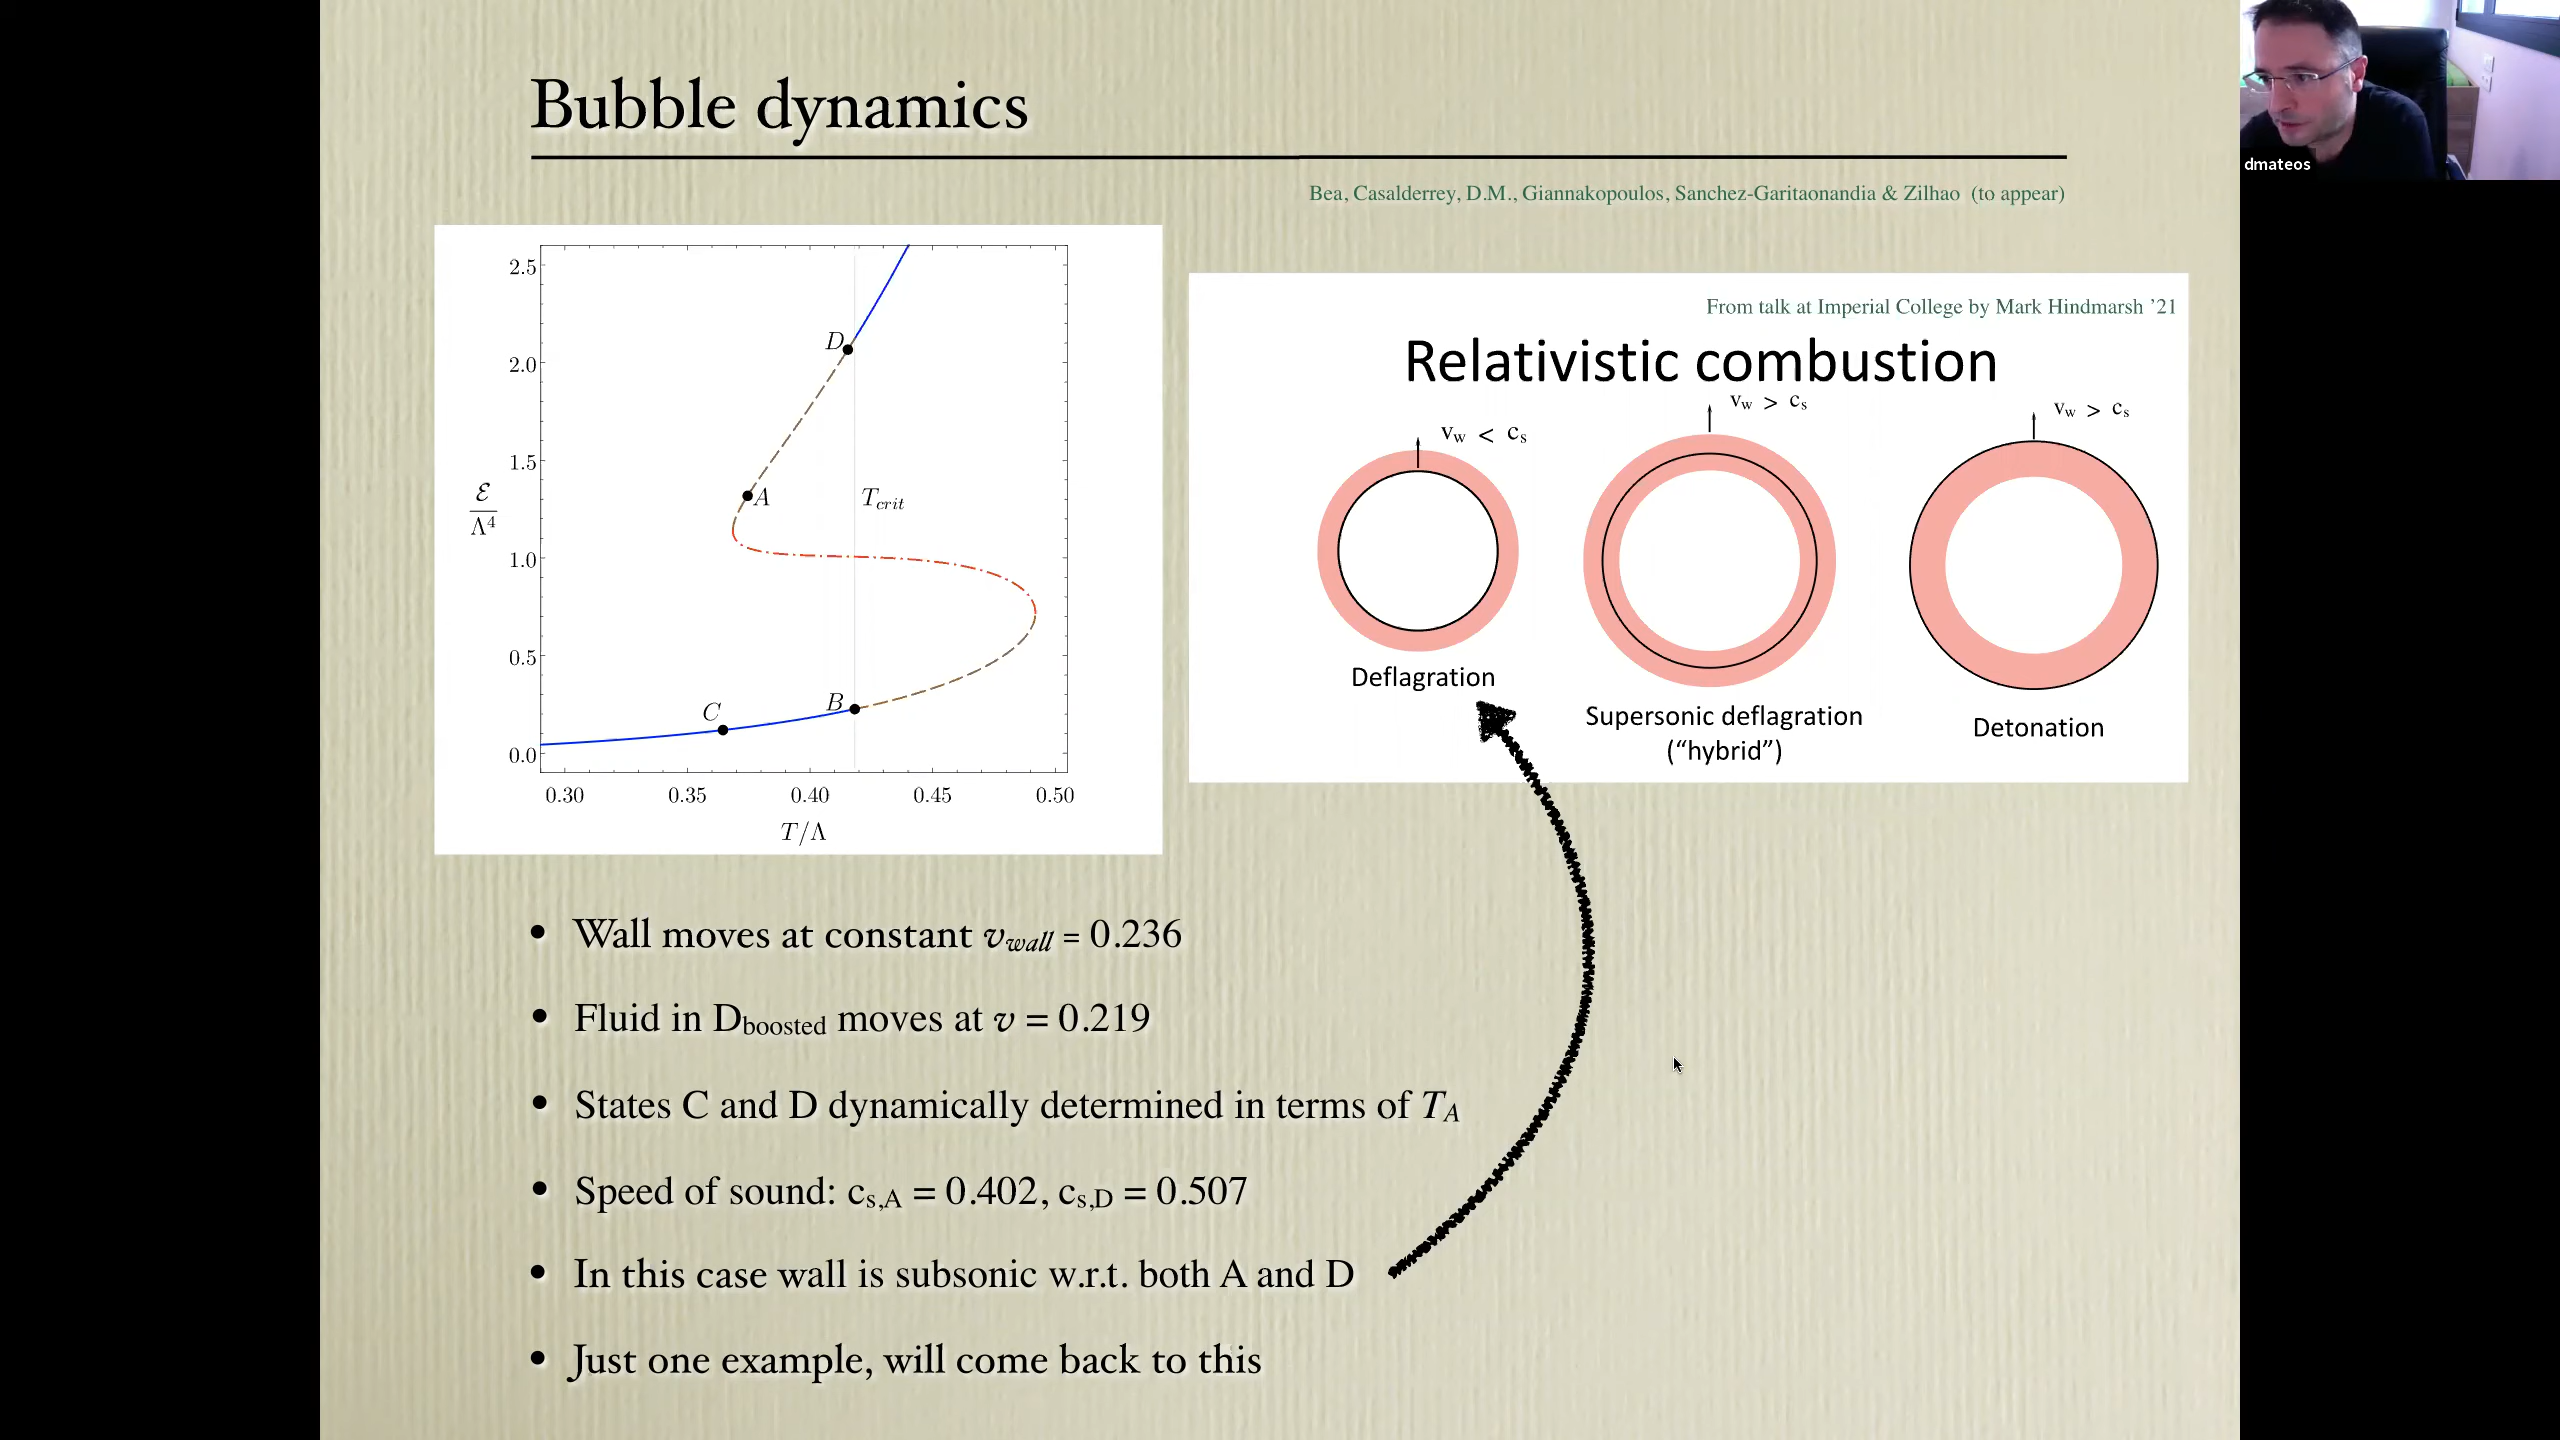 Bubble dynamics
dmateos
Bea, Casalderrey, D.M., Giannakopoulos, Sanchez-Garitaonandia & Zilhao (to appear)
2.5
2.0
1.5
1.0
0.5
0.0
ℰ
Λ⁴
D
A
T_crit
C
B
0.30 0.35 0.40 0.45 0.50
T/Λ
From talk at Imperial College by Mark Hindmarsh ’21
Relativistic combustion
v_w < c_s
v_w > c_s
v_w > c_s
Deflagration
Supersonic deflagration
(“hybrid”)
Detonation
• Wall moves at constant v_wall = 0.236
• Fluid in D_boosted moves at v = 0.219
• States C and D dynamically determined in terms of T_A
• Speed of sound: c_s,A = 0.402, c_s,D = 0.507
• In this case wall is subsonic w.r.t. both A and D
• Just one example, will come back to this